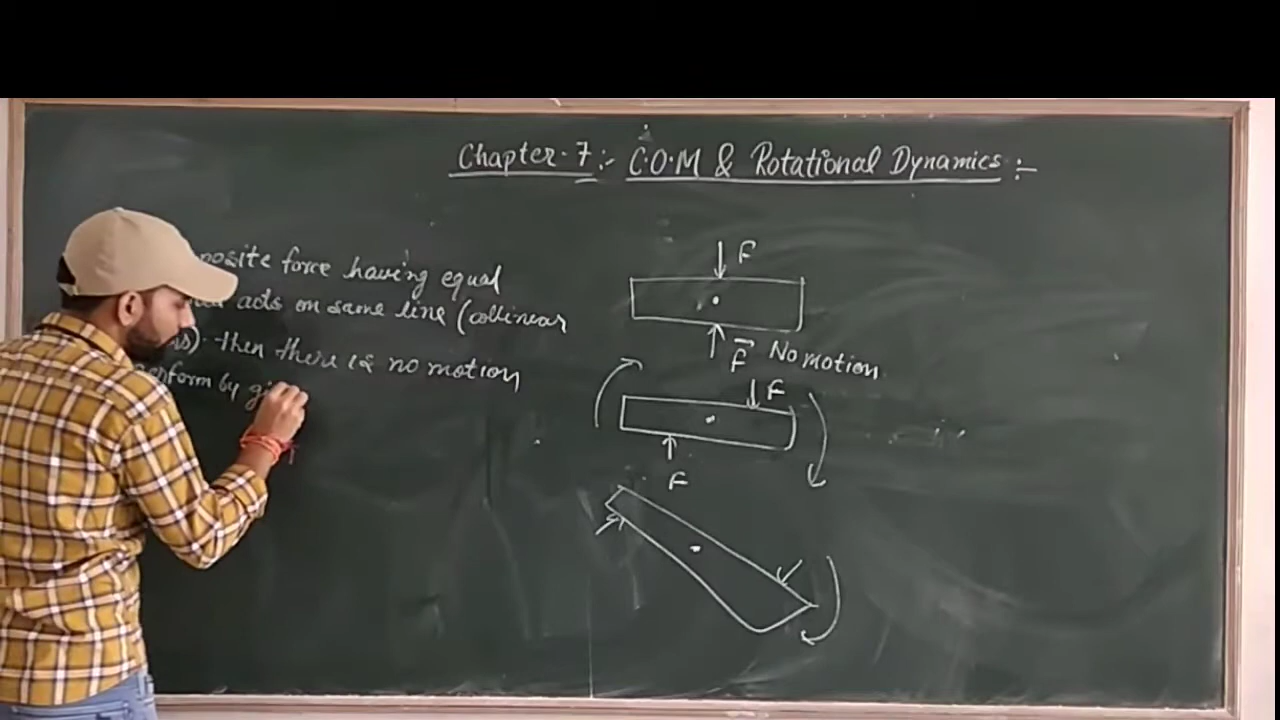 Chapter-7:- C.O.M & Rotational Dynamics :-
posite force having equal
acts on same line (collinear
then there is no motion
perform by
F
F
No motion
F
F